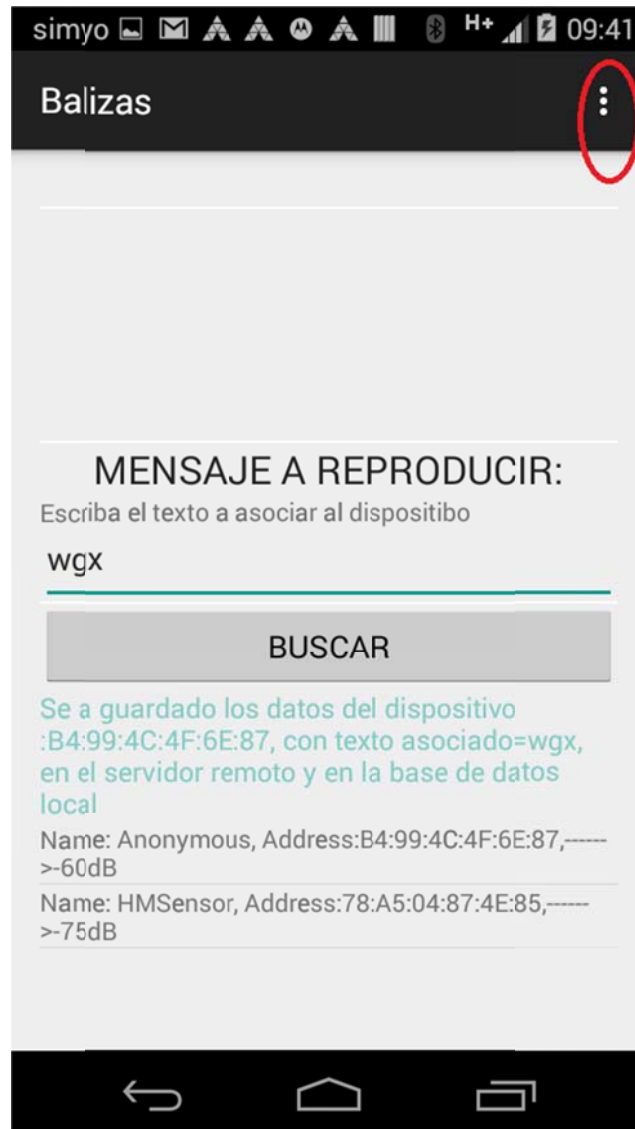 simyo H+ 09:41
Balizas
MENSAJE A REPRODUCIR:
Escriba el texto a asociar al dispositibo
wgx
BUSCAR
Se a guardado los datos del dispositivo
:B4:99:4C:4F:6E:87, con texto asociado=wgx,
en el servidor remoto y en la base de datos
local
Name: Anonymous, Address:B4:99:4C:4F:6E:87,------
>-60dB
Name: HMSensor, Address:78:A5:04:87:4E:85,------
>-75dB